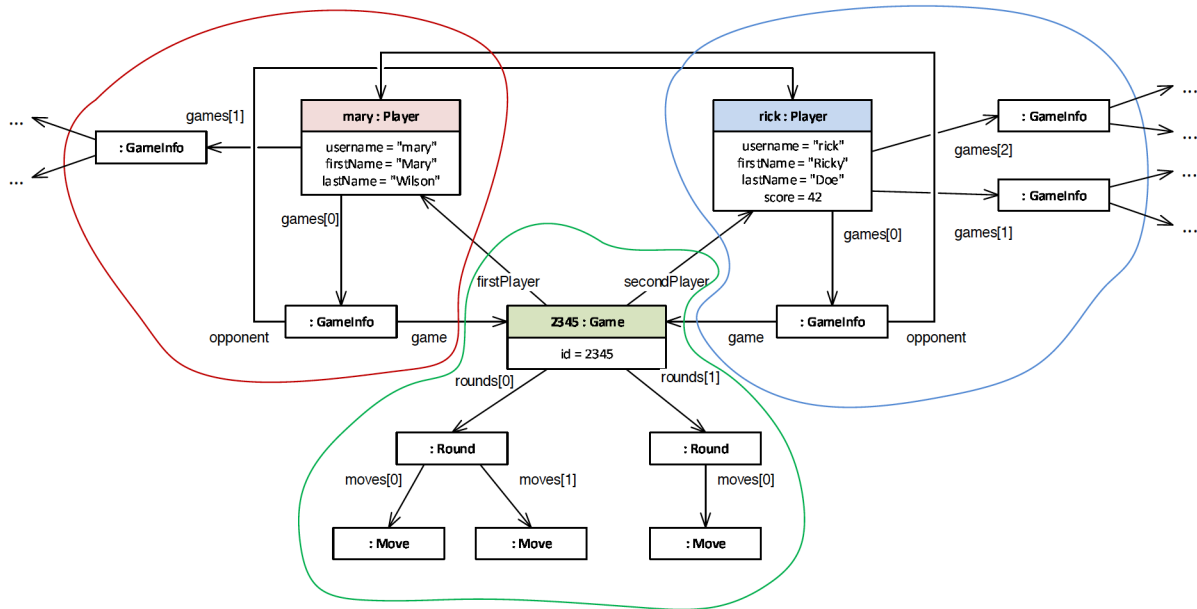 mary : Player
username = "mary"
firstName = "Mary"
lastName = "Wilson"
games[1]
: GameInfo
...
...
games[0]
: GameInfo
opponent
game
rick : Player
username = "rick"
firstName = "Ricky"
lastName = "Doe"
score = 42
: GameInfo
games[2]
...
...
: GameInfo
games[1]
...
...
games[0]
: GameInfo
game
opponent
firstPlayer
secondPlayer
2345 : Game
id = 2345
rounds[0]
rounds[1]
: Round
moves[0]
moves[1]
: Move
: Move
: Round
moves[0]
: Move